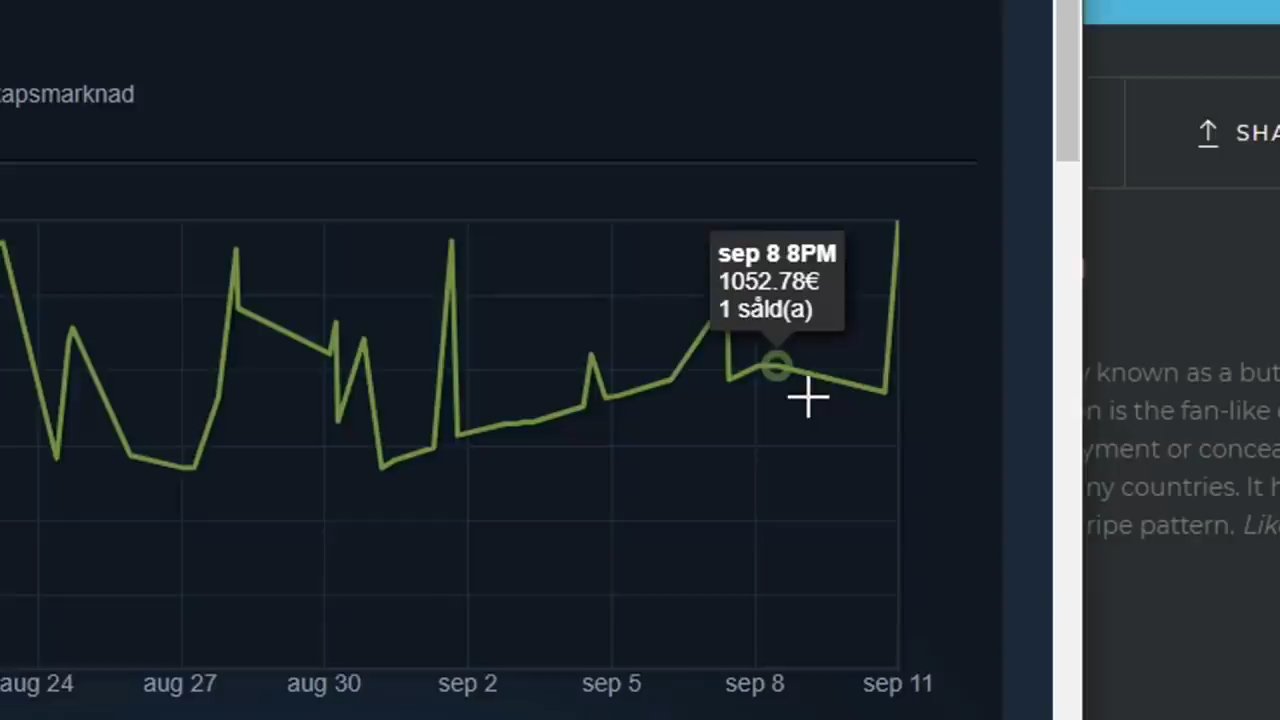 apsmarknad
sep 8 8PM
1052.78€
1 såld(a)
aug 24
aug 27
aug 30
sep 2
sep 5
sep 8
sep 11
SHA
known as a but
n is the fan-like
yment or concea
ny countries. It h
ripe pattern. Lik